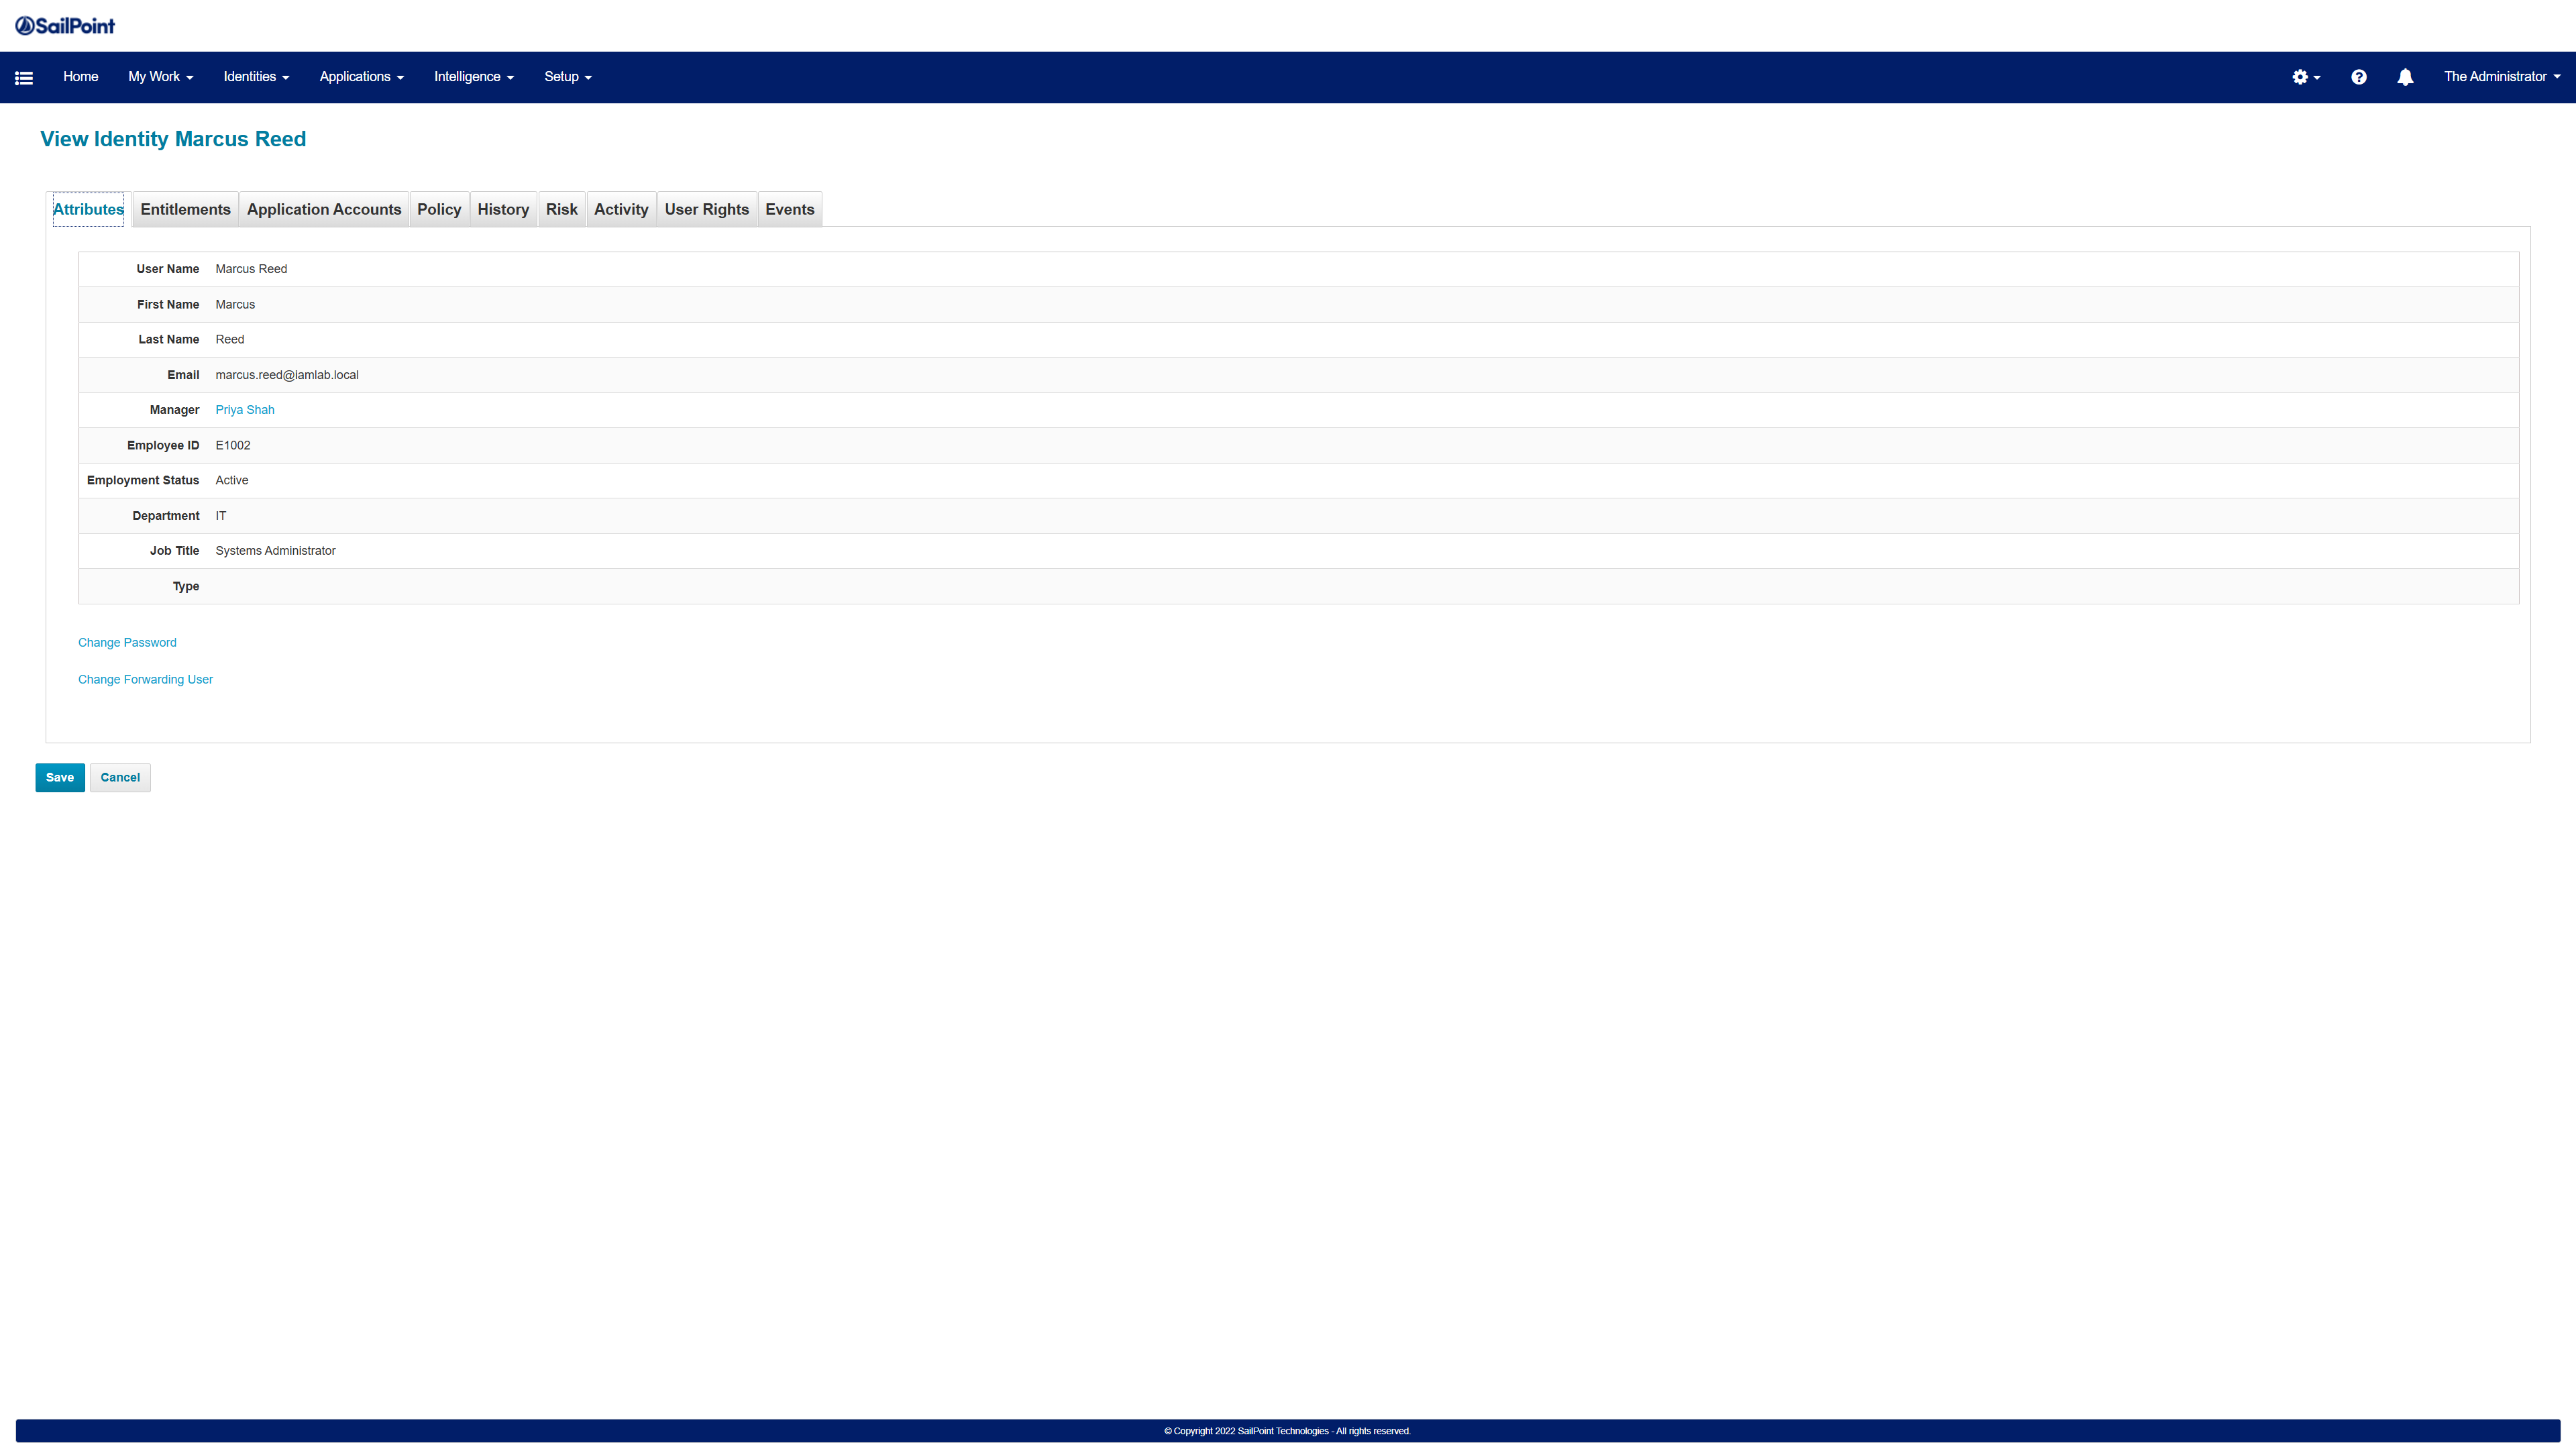 SailPoint
Home My Work Identities Applications Intelligence Setup The Administrator
View Identity Marcus Reed
Attributes Entitlements Application Accounts Policy History Risk Activity User Rights Events
User Name Marcus Reed
First Name Marcus
Last Name Reed
Email marcus.reed@iamlab.local
Manager Priya Shah
Employee ID E1002
Employment Status Active
Department IT
Job Title Systems Administrator
Type
Change Password
Change Forwarding User
Save Cancel
© Copyright 2022 SailPoint Technologies - All rights reserved.